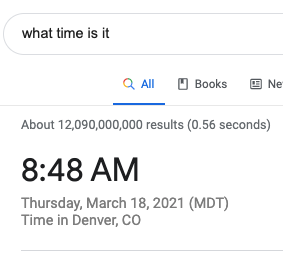 what time is it
All Books Ne
About 12,090,000,000 results (0.56 seconds)
8:48 AM
Thursday, March 18, 2021 (MDT)
Time in Denver, CO